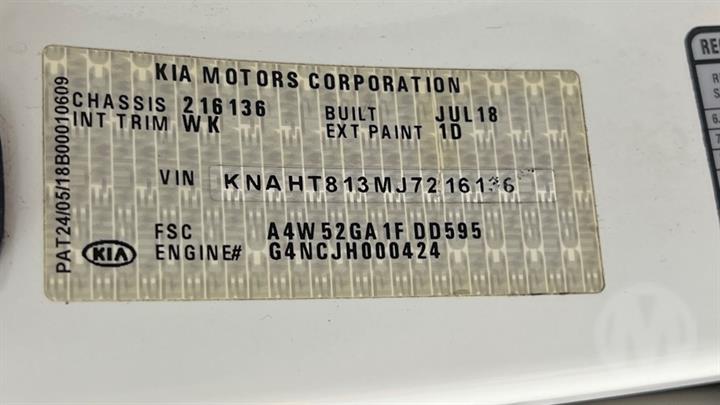 KIA MOTORS CORPORATION
CHASSIS 216136 BUILT JUL18
INT TRIM WK EXT PAINT 1D
VIN KNAHT813MJ7216136
FSC A4W52GA1F DD595
KIA ENGINE# G4NCJH000424
PAT24/05/18B00010609